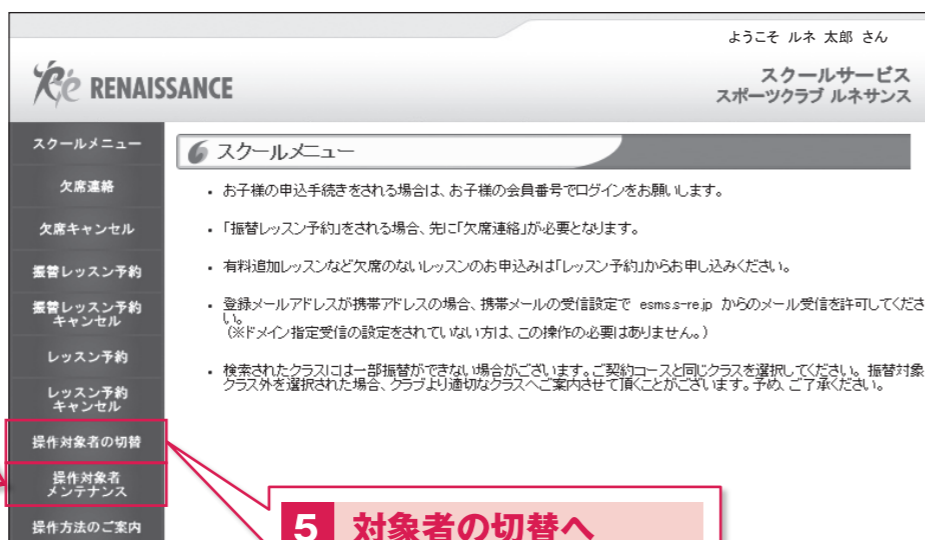 ようこそ ルネ 太郎 さん
Ré RENAISSANCE
スクールサービス
スポーツクラブ ルネサンス
スクールメニュー
欠席連絡
欠席キャンセル
振替レッスン予約
振替レッスン予約
キャンセル
レッスン予約
レッスン予約
キャンセル
操作対象者の切替
操作対象者
メンテナンス
操作方法のご案内
スクールメニュー
・お子様の申込手続きをされる場合は、お子様の会員番号でログインをお願いします。
・「振替レッスン予約」をされる場合、先に「欠席連絡」が必要となります。
・有料追加レッスンなど欠席のないレッスンのお申込みは「レッスン予約」からお申し込みください。
・登録メールアドレスが携帯アドレスの場合、携帯メールの受信設定で esms.s-re.jp からのメール受信を許可してくださ
い。
（※ドメイン指定受信の設定をされていない方は、この操作の必要はありません。）
・検索されたクラスには一部振替ができない場合がございます。ご契約コースと同じクラスを選択してください。振替対象
クラス外を選択された場合、クラブより適切なクラスへご案内させて頂くことがございます。予め、ご了承ください。
5 対象者の切替へ